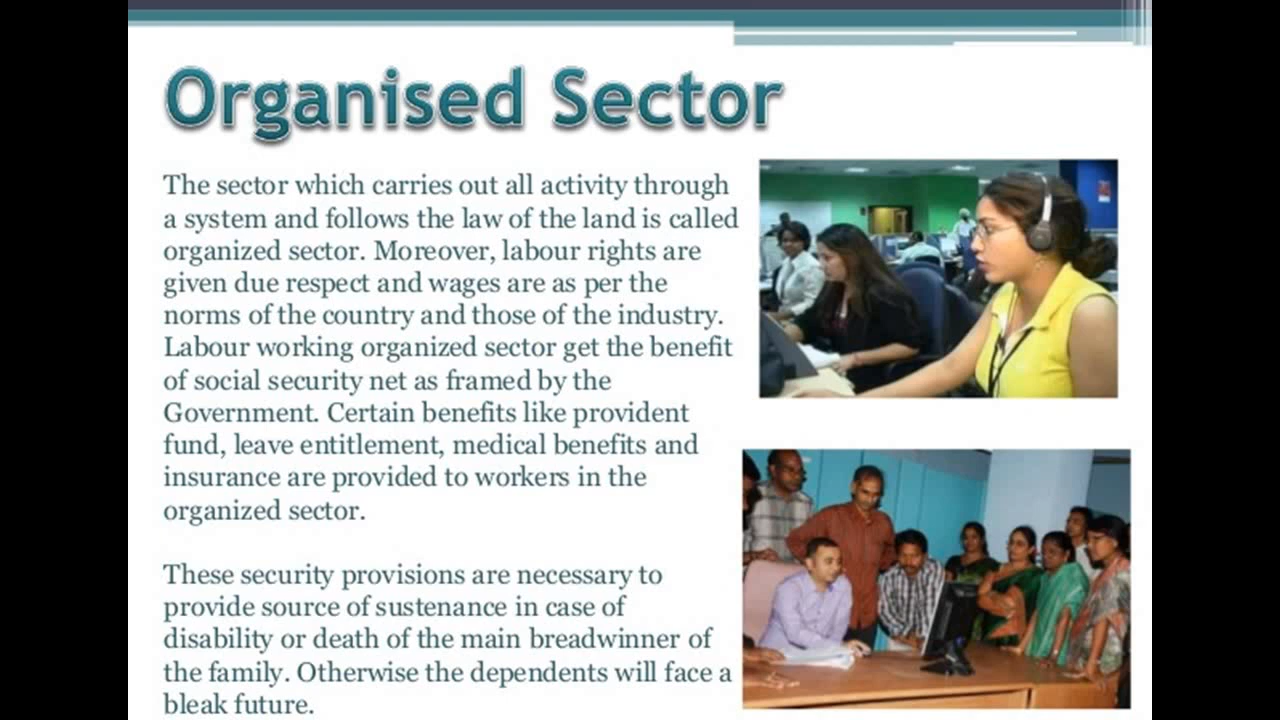 Organised Sector
The sector which carries out all activity through
a system and follows the law of the land is called
organized sector. Moreover, labour rights are
given due respect and wages are as per the
norms of the country and those of the industry.
Labour working organized sector get the benefit
of social security net as framed by the
Government. Certain benefits like provident
fund, leave entitlement, medical benefits and
insurance are provided to workers in the
organized sector.
These security provisions are necessary to
provide source of sustenance in case of
disability or death of the main breadwinner of
the family. Otherwise the dependents will face a
bleak future.